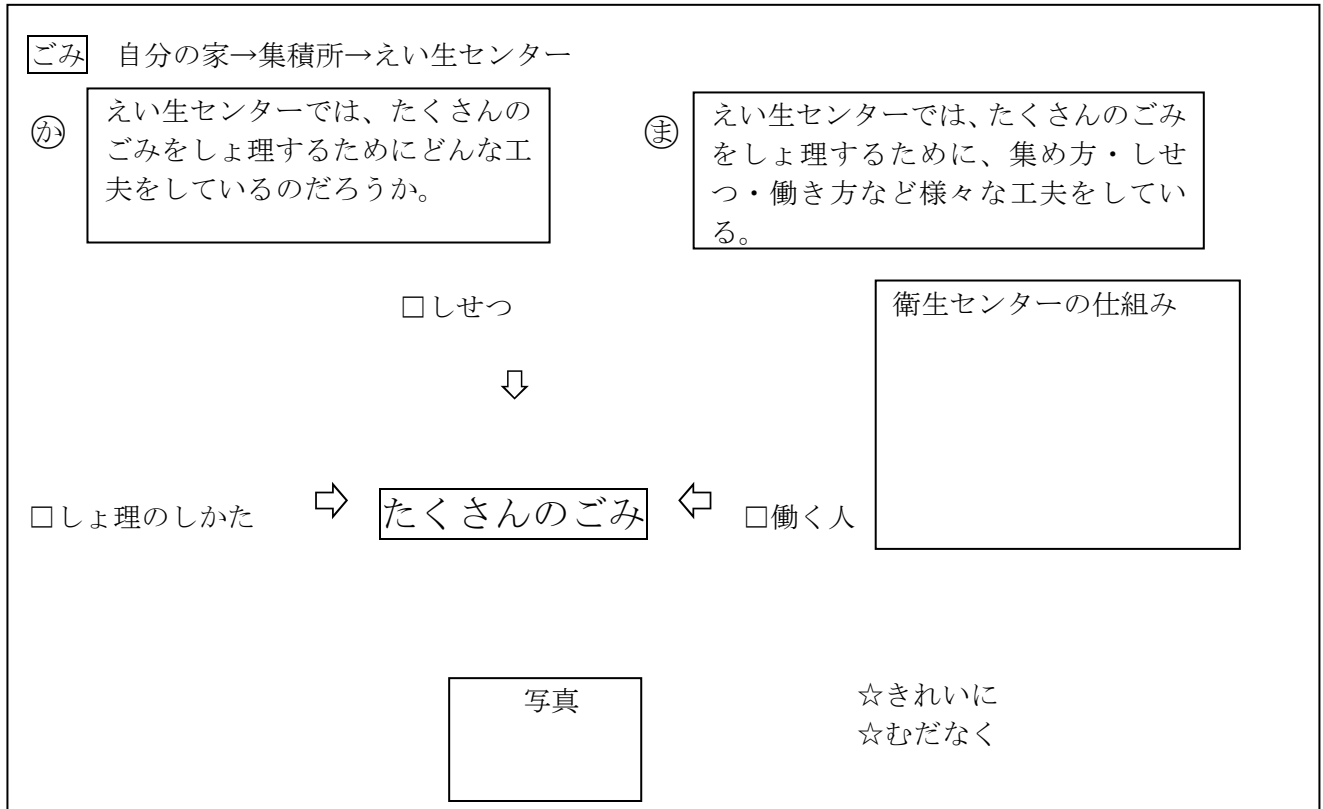 ごみ 自分の家→集積所→えい生センター
㋕
えい生センターでは、たくさんの
ごみをしょ理するためにどんな工
夫をしているのだろうか。
㋮
えい生センターでは、たくさんのごみ
をしょ理するために、集め方・しせ
つ・働き方など様々な工夫をしてい
る。
□しせつ
衛生センターの仕組み
⇩
□しょ理のしかた ⇨ たくさんのごみ ⇦ □働く人
写真
☆きれいに
☆むだなく